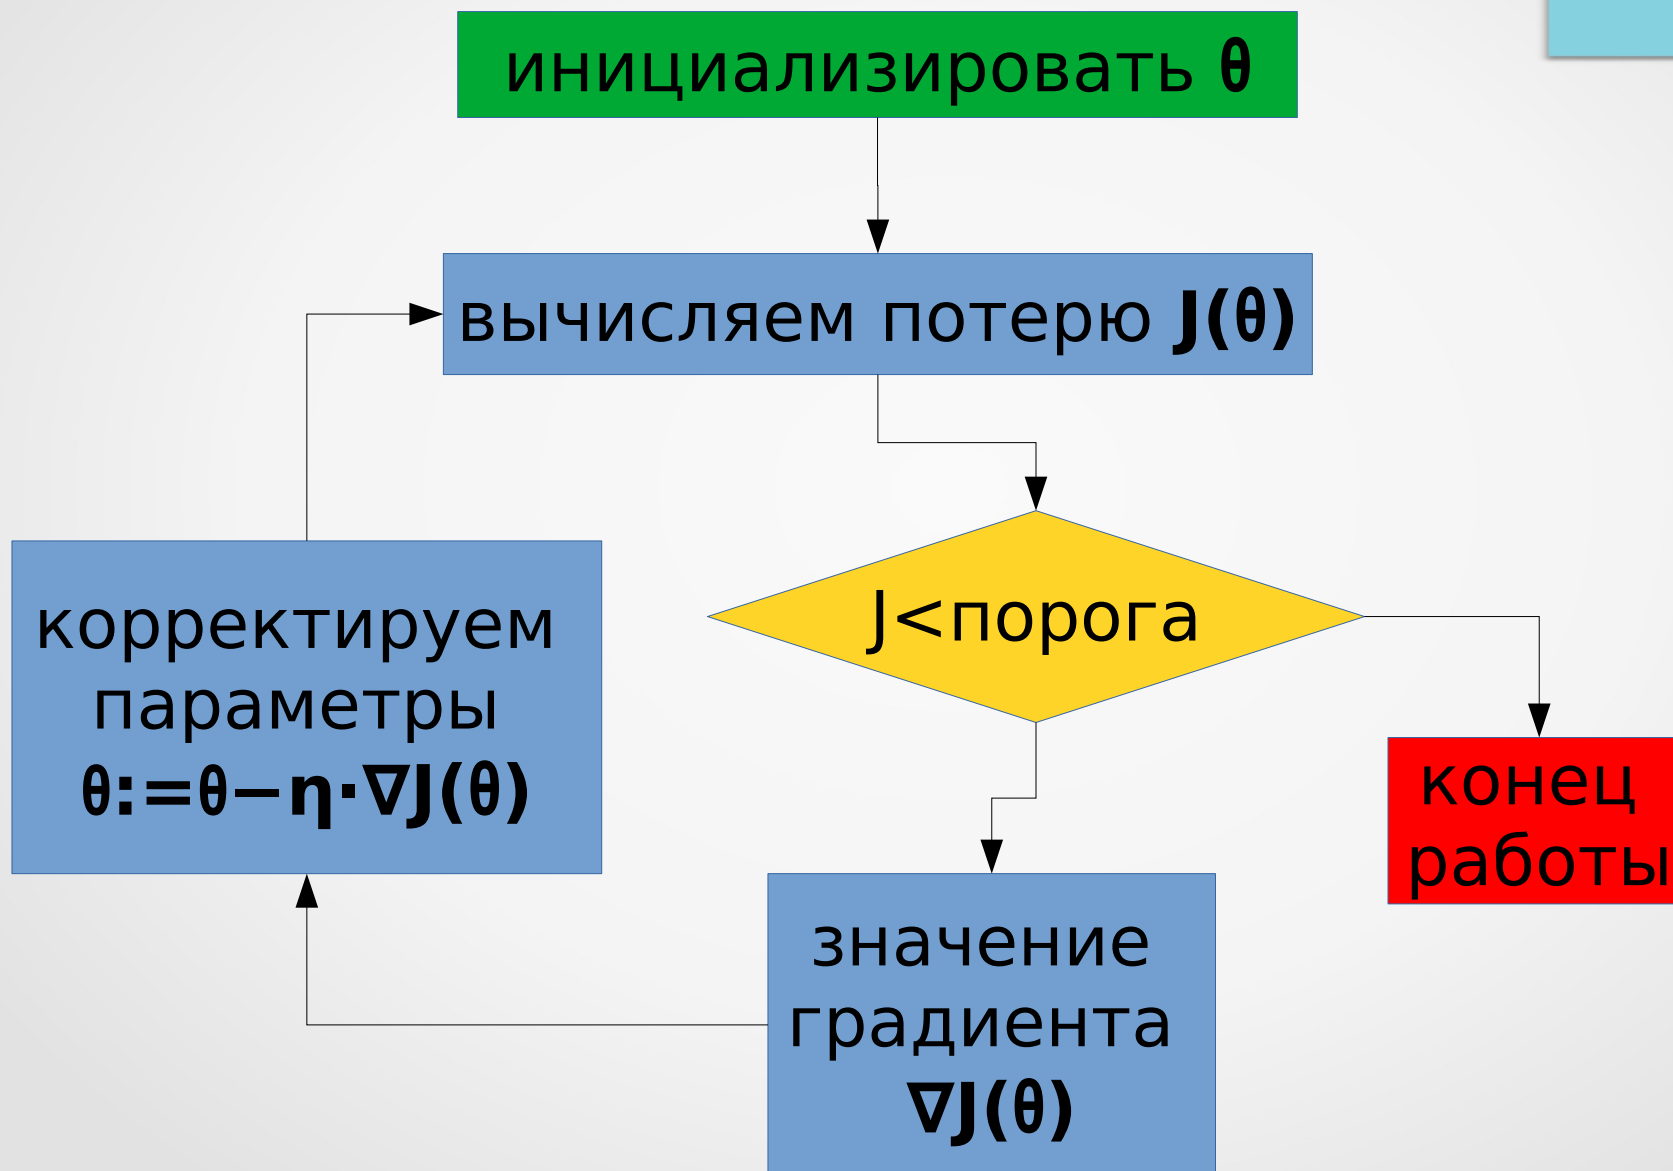 инициализировать θ
вычисляем потерю J(θ)
J<порога
корректируем
параметры
θ:=θ−η·∇J(θ)
конец
работы
значение
градиента
∇J(θ)